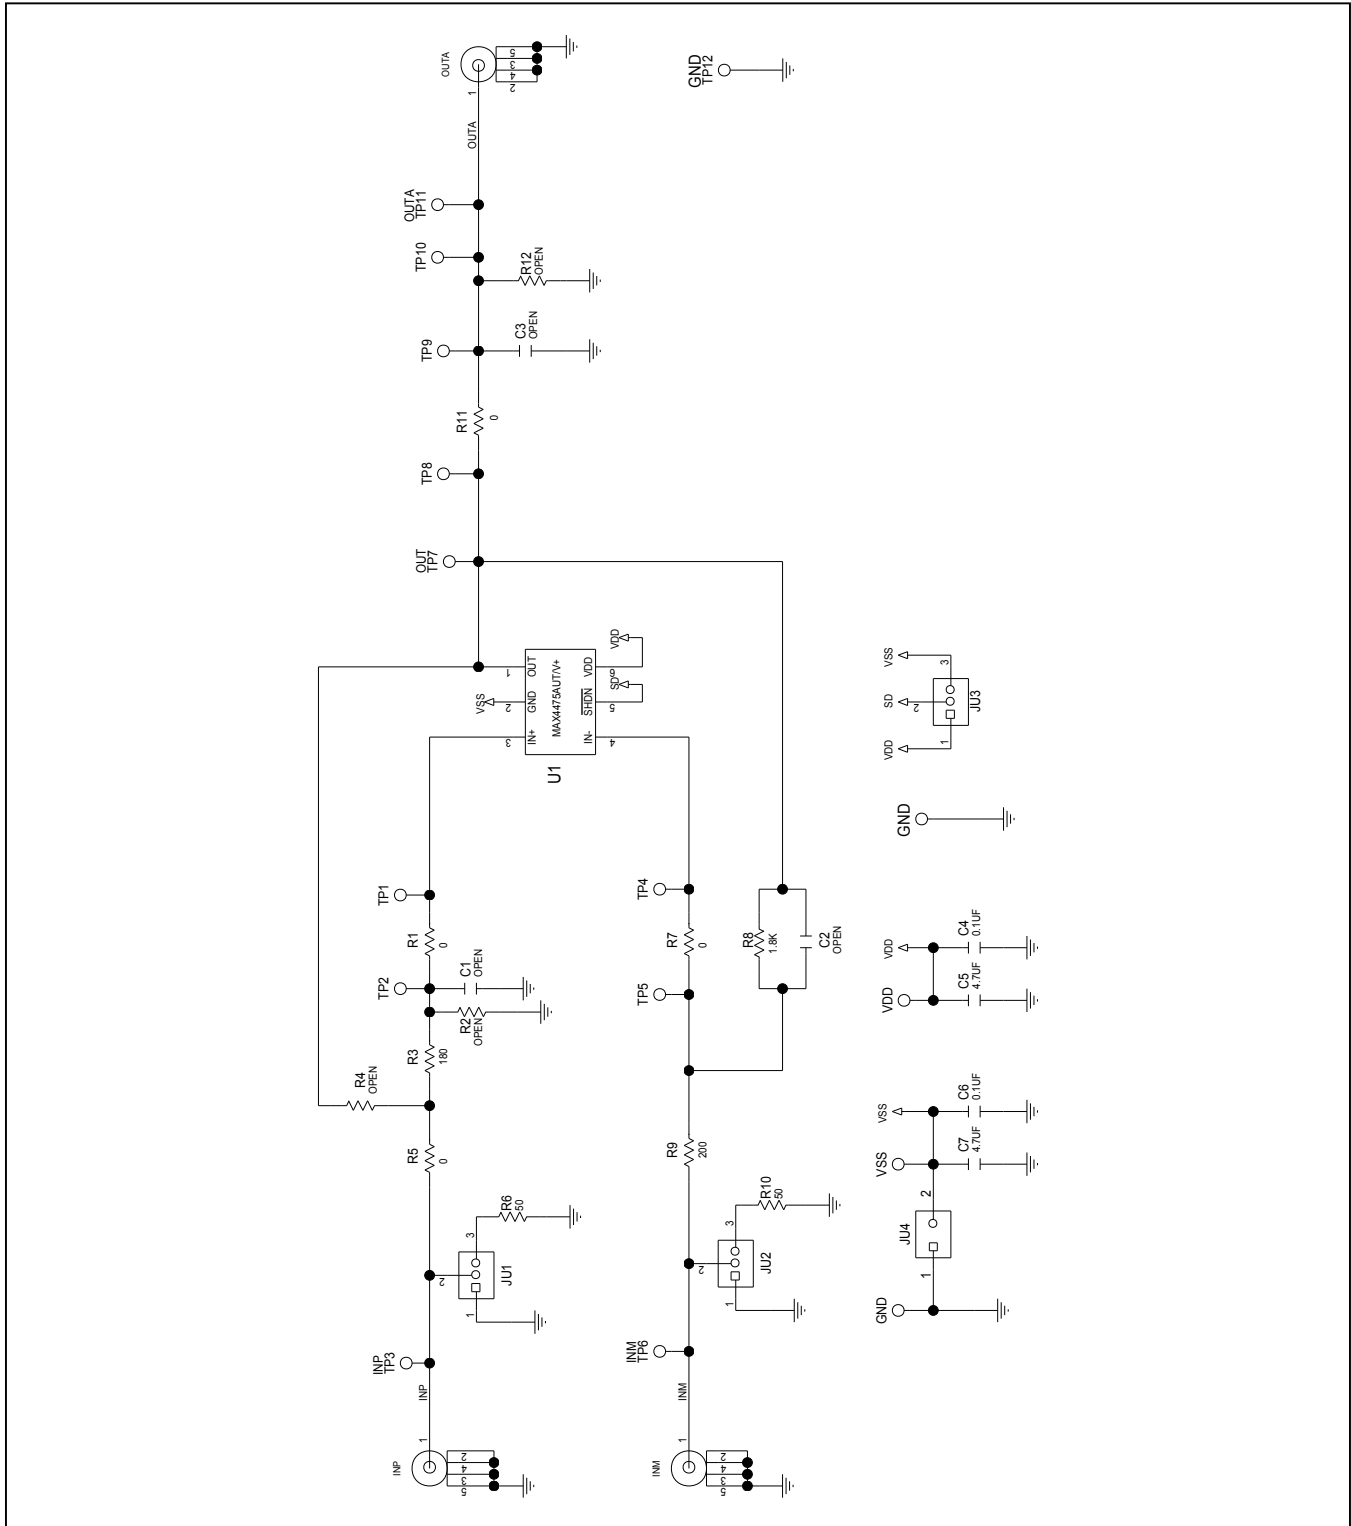 OUTA
5
3
4
2
1
OUTA
GND
TP12
OUTA
TP11
TP10
R12
OPEN
TP9
C3
OPEN
R11
0
TP8
OUT
TP7
1
OUT
VSS
2
GND
3
IN+
MAX4475AUT/V+
VDD
6
VDD
SHDN
5
SD
IN-
4
U1
VSS
3
SD
2
VDD
1
JU3
GND
TP1
R1
0
TP2
C1
OPEN
R2
OPEN
R3
180
R4
OPEN
R5
0
TP4
R7
0
TP5
R8
1.8K
C2
OPEN
R9
200
VDD
C4
0.1UF
VDD
C5
4.7UF
VSS
C6
0.1UF
VSS
C7
4.7UF
2
JU4
1
GND
3
R6
50
2
JU1
1
INP
TP3
INP
1
INP
2
4
3
5
3
R10
50
2
JU2
1
INM
TP6
INM
1
INM
2
4
3
5